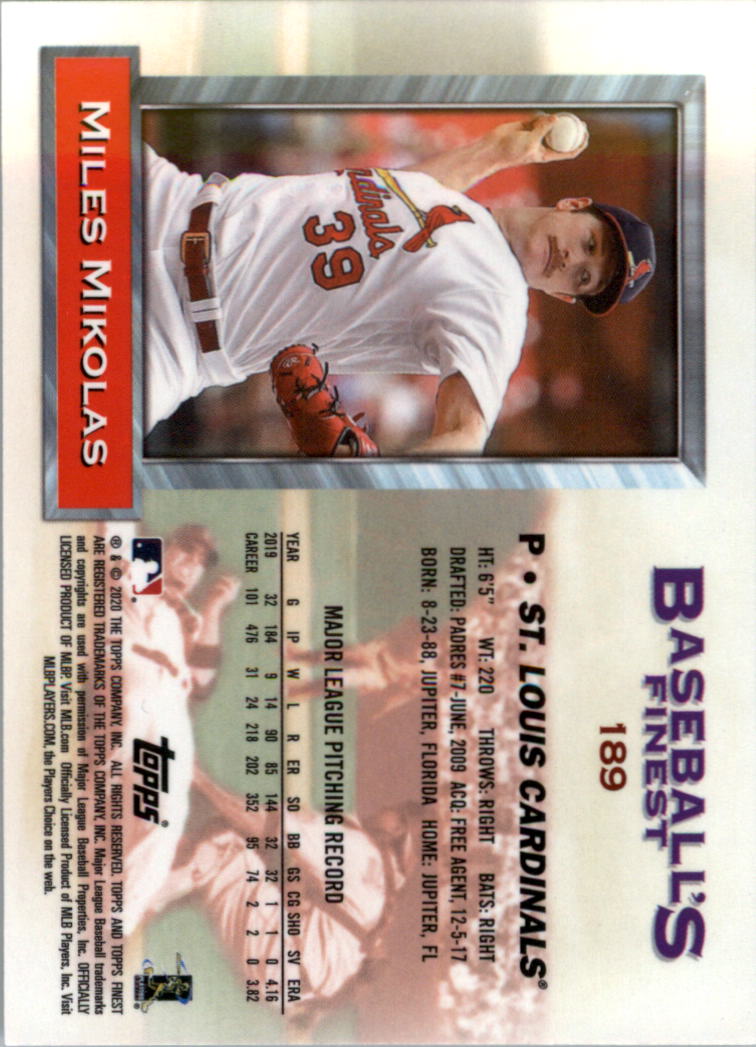 BASEBALL'S
FINEST
189
Cardinals
39
MILES MIKOLAS
P • ST. LOUIS CARDINALS®
HT: 6'5" WT: 220 THROWS: RIGHT BATS: RIGHT
DRAFTED: PADRES #7-JUNE, 2009 ACQ: FREE AGENT, 12-5-17
BORN: 8-23-88, JUPITER, FLORIDA HOME: JUPITER, FL
MAJOR LEAGUE PITCHING RECORD
YEAR G IP W L R ER SO BB GS CG SHO SV ERA
2019 32 184 9 14 90 85 144 32 32 1 1 0 4.16
CAREER 101 476 31 24 218 202 352 95 74 2 2 0 3.82
topps®
® & © 2020 THE TOPPS COMPANY, INC. ALL RIGHTS RESERVED. TOPPS AND TOPPS FINEST
ARE REGISTERED TRADEMARKS OF THE TOPPS COMPANY, INC. Major League Baseball trademarks
and copyrights are used with permission of Major League Baseball Properties, Inc. OFFICIALLY
LICENSED PRODUCT OF MLBP. Visit MLB.com Officially Licensed Product of MLB Players, Inc. Visit
MLBPLAYERS.COM, the Players Choice on the web.